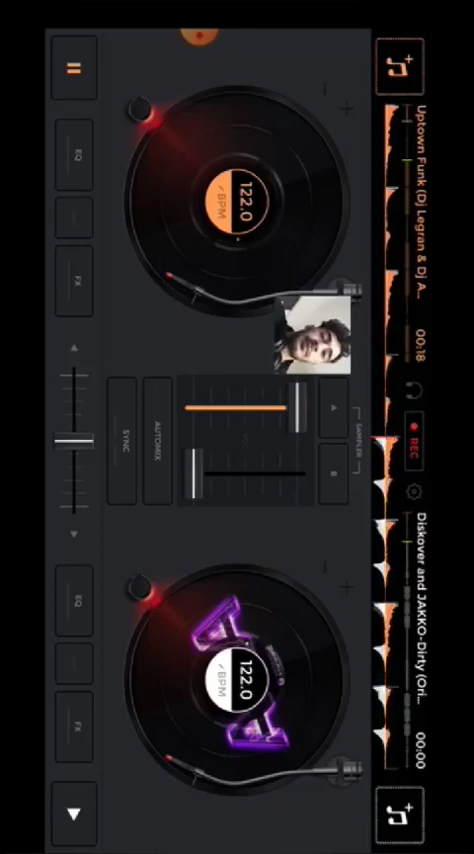 Uptown Funk (Dj Legran & Dj A...
00:18
REC
Diskover and JAKKO-Dirty (Ori...
00:00
122.0
BPM
A
SAMPLER
B
122.0
BPM
AUTOMIX
SYNC
EQ
FX
EQ
FX